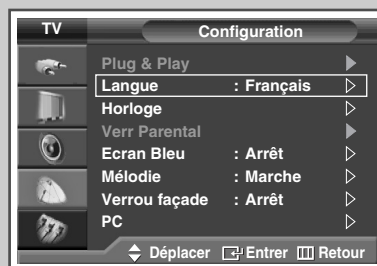 TV Configuration
Plug & Play
Langue : Français
Horloge
Verr Parental
Ecran Bleu : Arrêt
Mélodie : Marche
Verrou façade : Arrêt
PC
Déplacer Entrer Retour